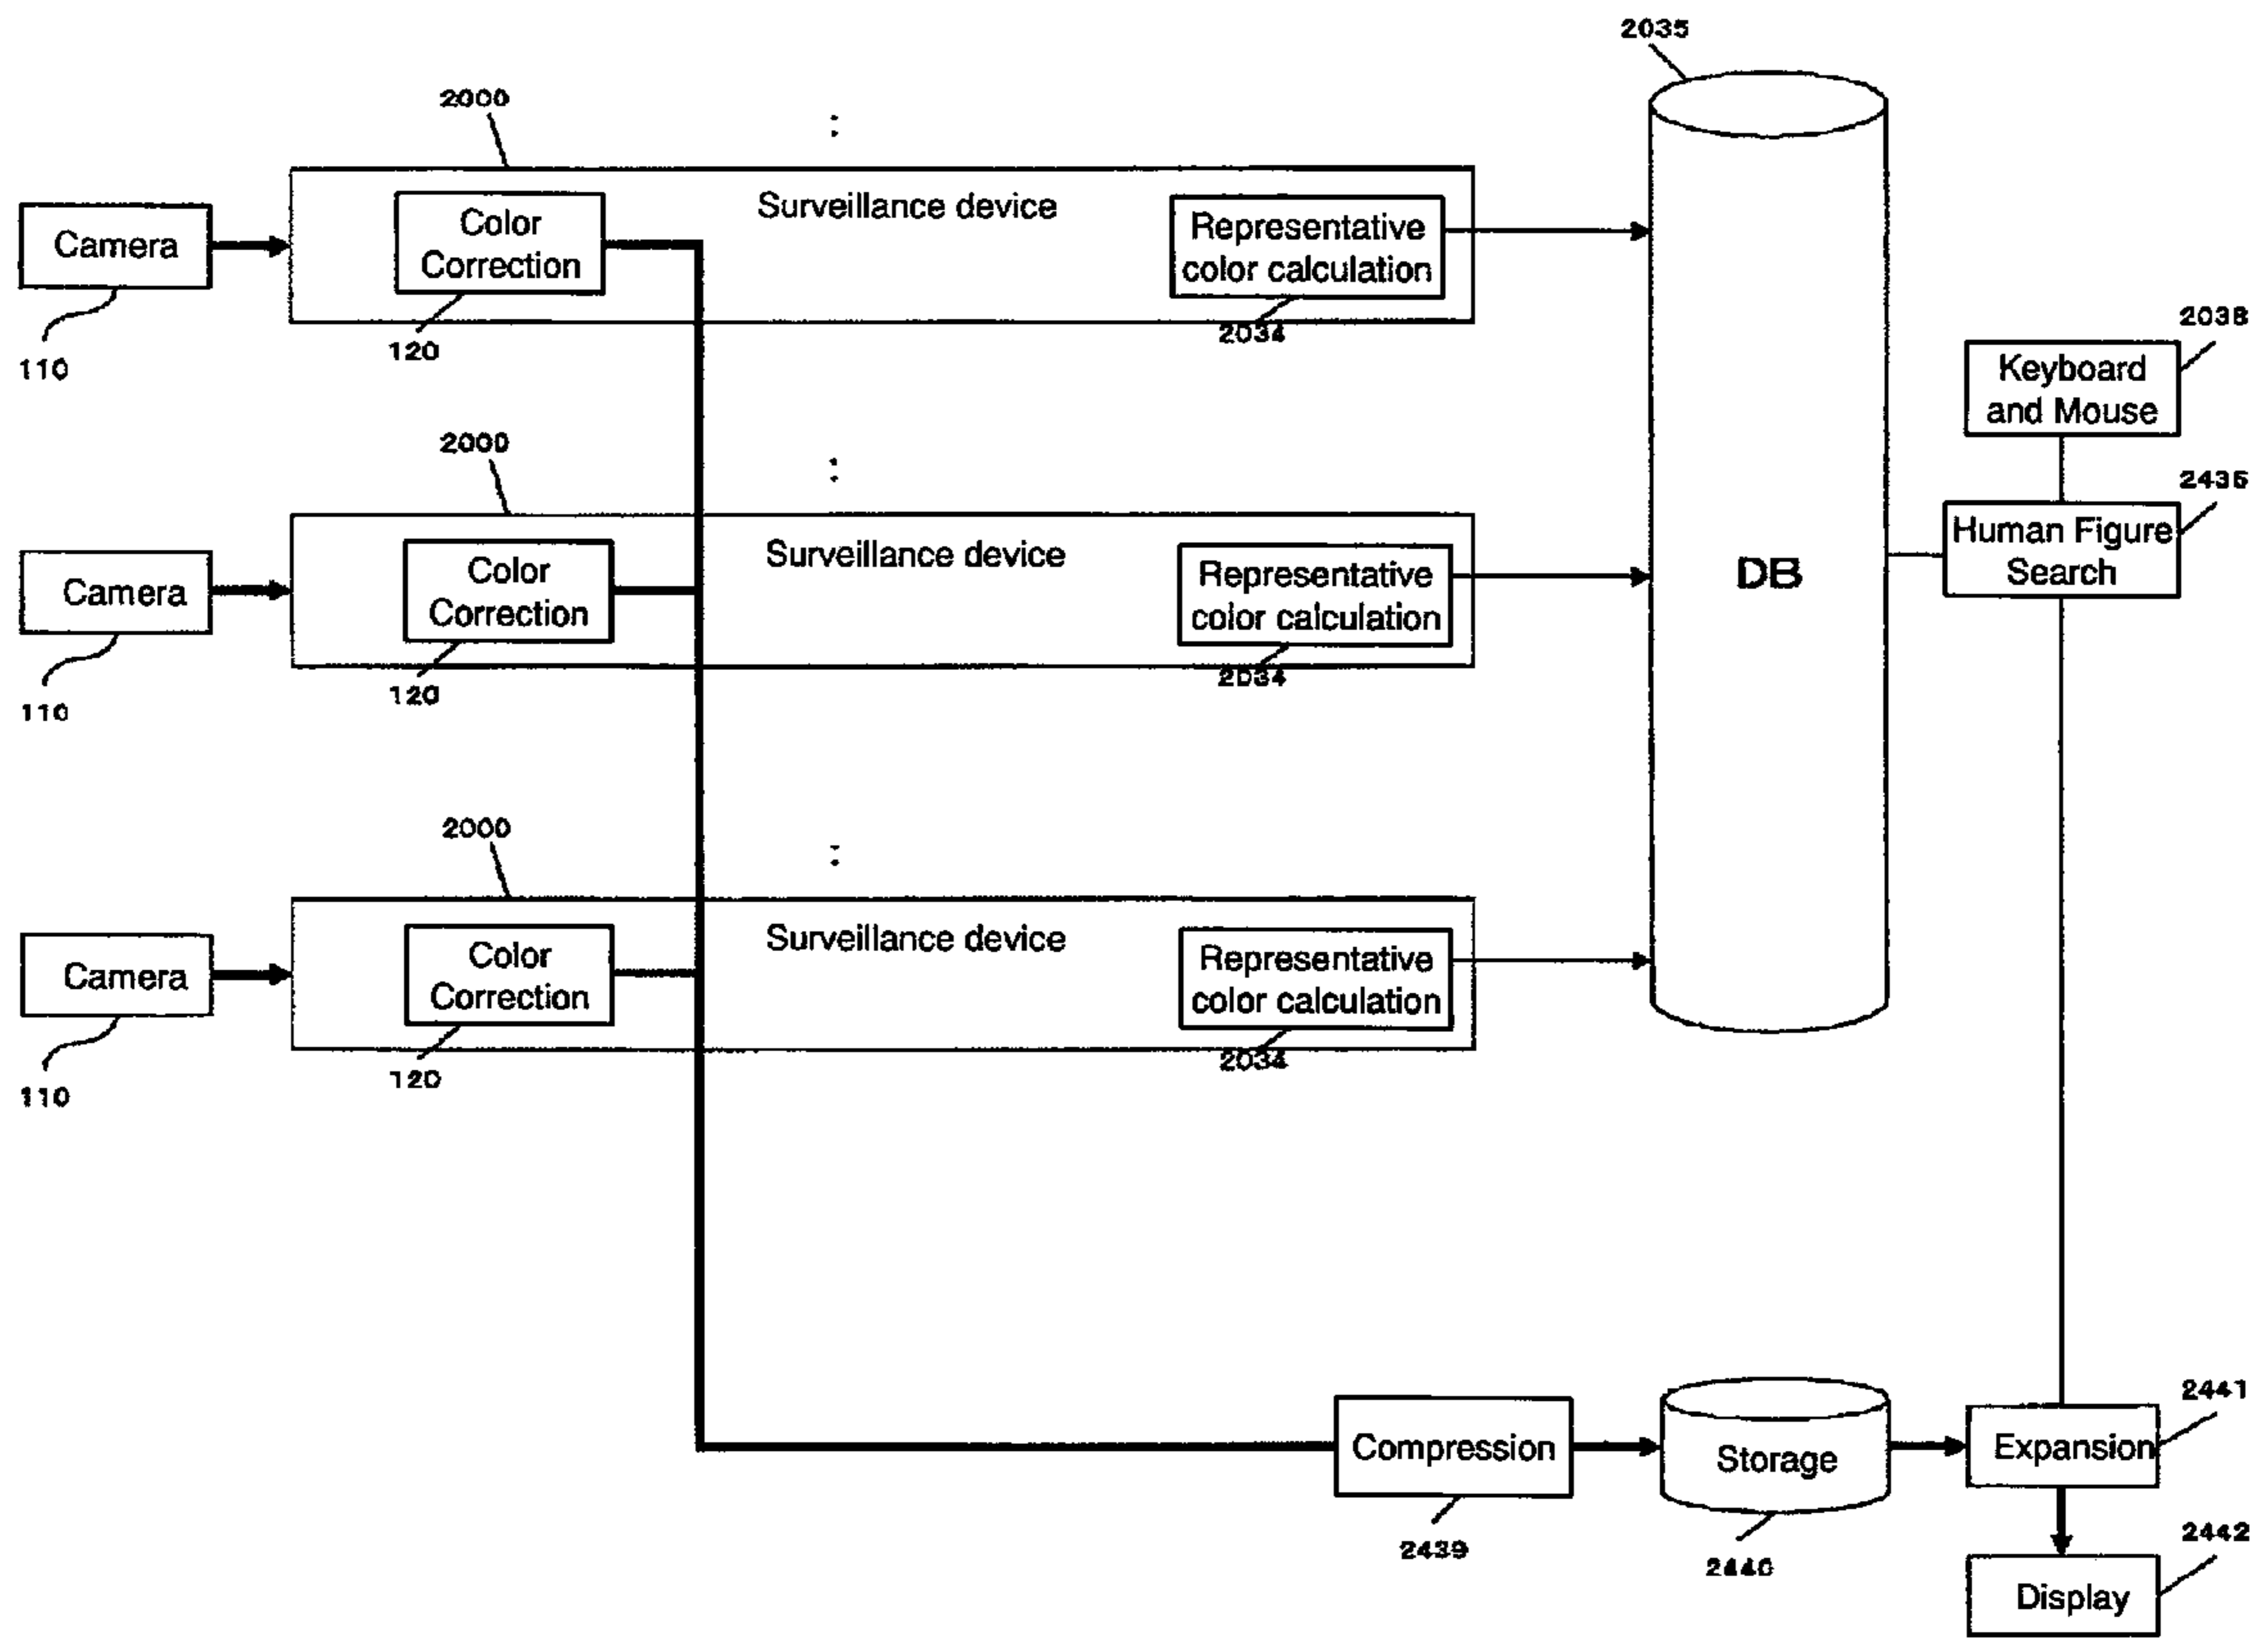 2035
2000
:
Camera
Color
Correction
Surveillance device
Representative
color calculation
110
120
2034
2038
Keyboard
and Mouse
2000
:
2436
Human Figure
Search
Camera
Color
Correction
Surveillance device
Representative
color calculation
DB
110
120
2034
2000
:
Camera
Color
Correction
Surveillance device
Representative
color calculation
110
120
2034
2441
Compression
Storage
Expansion
2439
2440
2442
Display